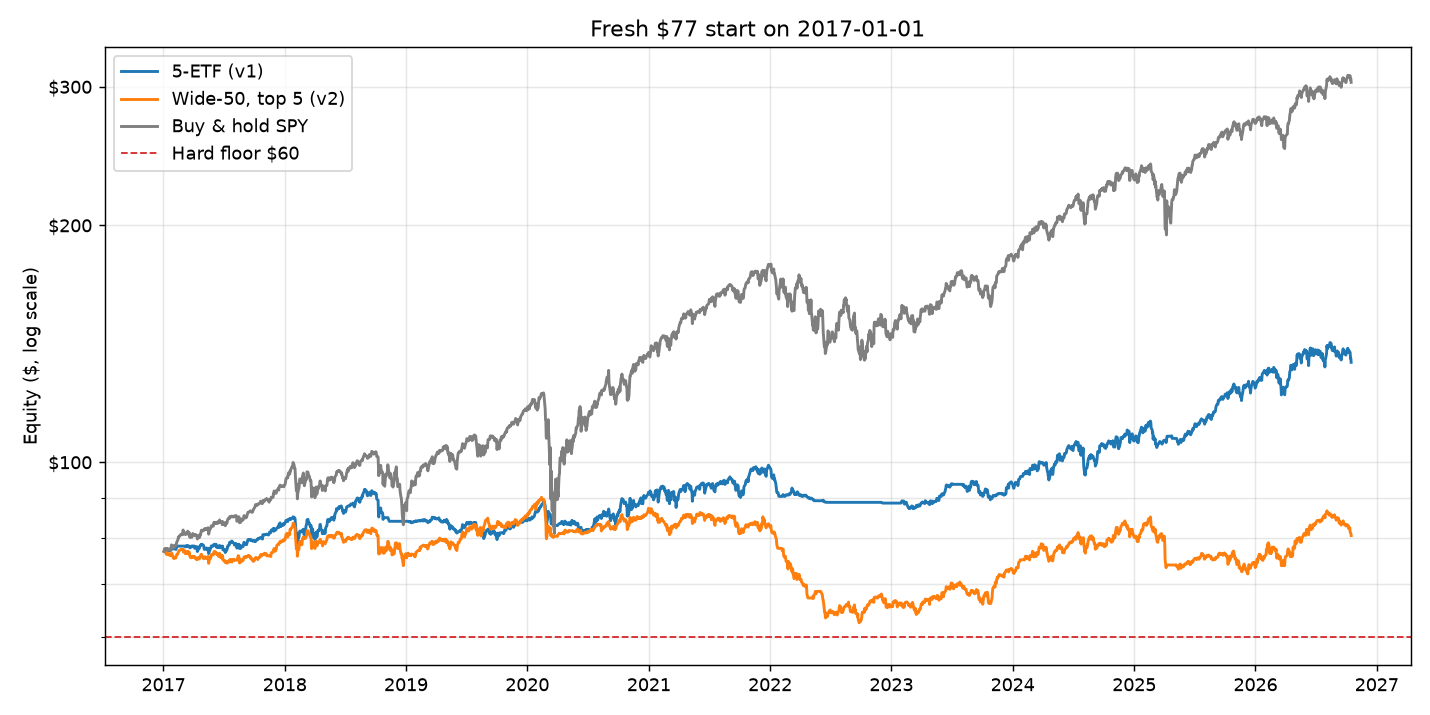 Fresh $77 start on 2017-01-01
5-ETF (v1)
Wide-50, top 5 (v2)
Buy & hold SPY
Hard floor $60
Equity ($, log scale)
$300
$200
$100
2017 2018 2019 2020 2021 2022 2023 2024 2025 2026 2027